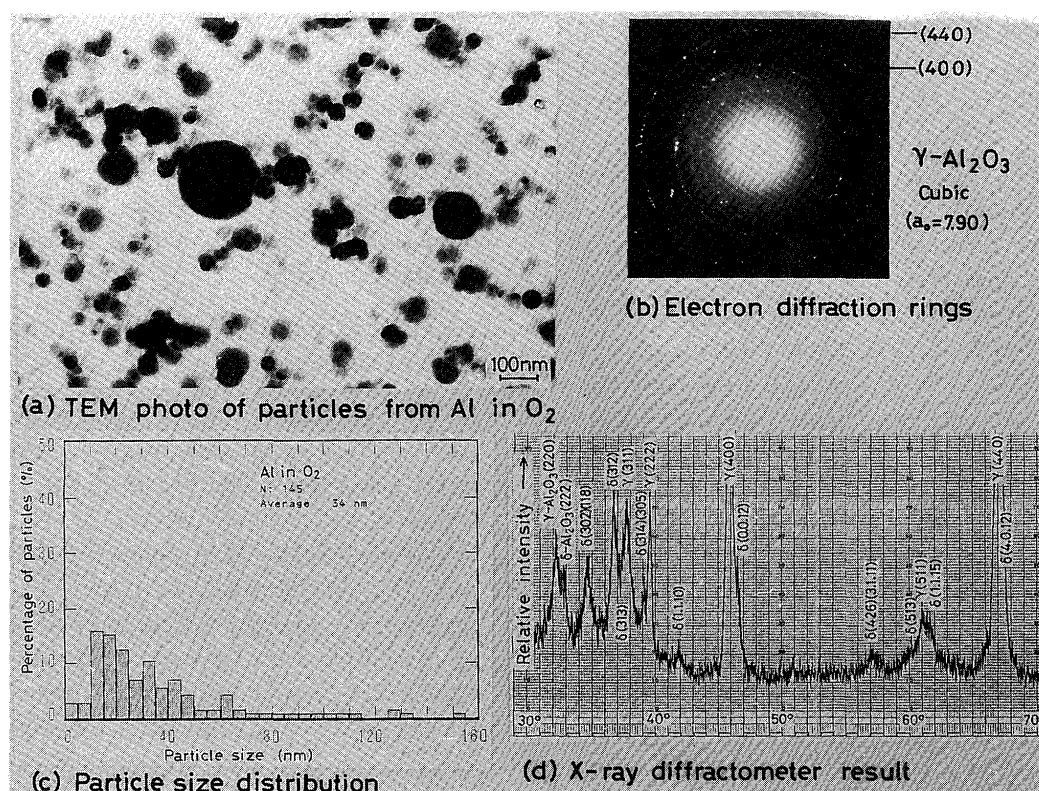 (440)
(400)
γ-Al₂O₃
Cubic
(a₀=7.90)
(b) Electron diffraction rings
100nm
(a) TEM photo of particles from Al in O₂
Percentage of particles (%)
50
40
30
20
10
0
Al in O₂
N: 145
Average 34 nm
0 40 80 120 160
Particle size (nm)
(c) Particle size distribution
Relative intensity
γ-Al₂O₃(220)
δ-Al₂O₃(222)
δ(312)
γ(311)
δ(313)
δ(314)(305)
γ(222)
δ(1.1.10)
γ(400)
δ(0.0.12)
δ(426)(3.1.11)
δ(513)
γ(511)
δ(1.1.15)
γ(440)
δ(4.0.12)
30° 40° 50° 60° 70
(d) X-ray diffractometer result